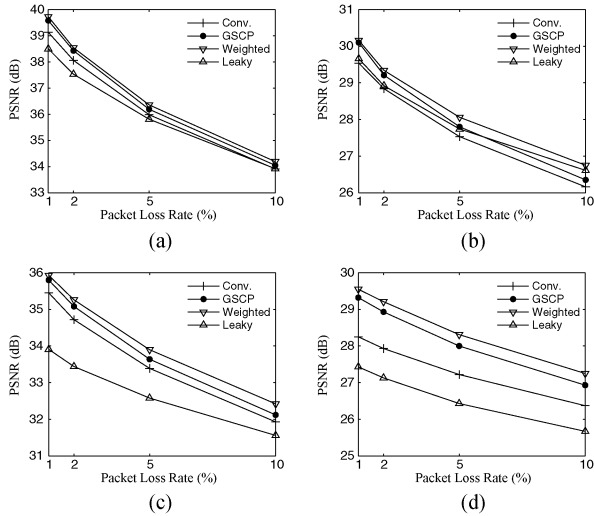 40
39
38
37
36
35
34
33
PSNR (dB)
Conv.
GSCP
Weighted
Leaky
1 2 5 10
Packet Loss Rate (%)
(a)
31
30
29
28
27
26
PSNR (dB)
Conv.
GSCP
Weighted
Leaky
1 2 5 10
Packet Loss Rate (%)
(b)
36
35
34
33
32
31
PSNR (dB)
Conv.
GSCP
Weighted
Leaky
1 2 5 10
Packet Loss Rate (%)
(c)
30
29
28
27
26
25
PSNR (dB)
Conv.
GSCP
Weighted
Leaky
1 2 5 10
Packet Loss Rate (%)
(d)